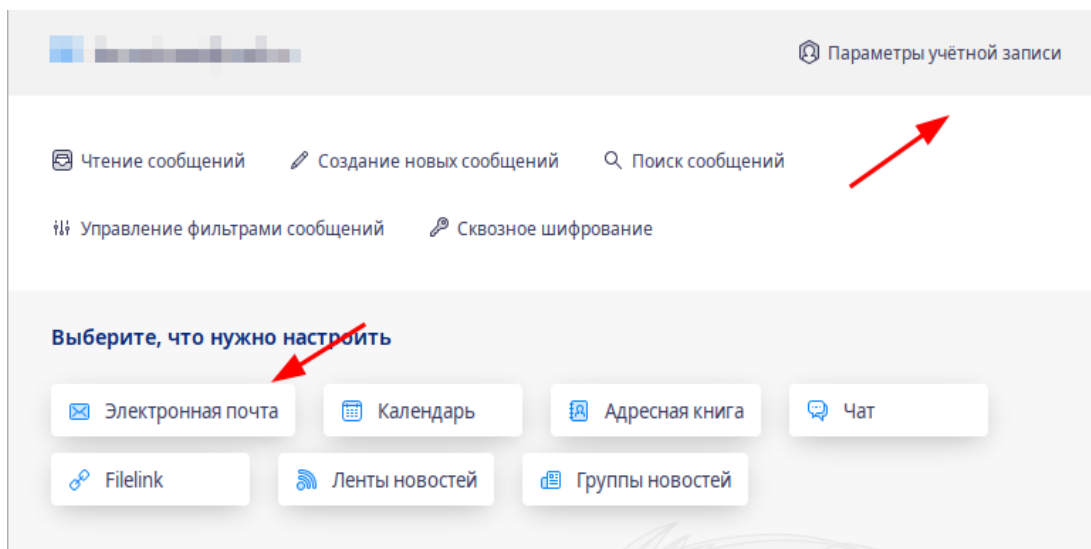 Параметры учётной записи
Чтение сообщений Создание новых сообщений Поиск сообщений
Управление фильтрами сообщений Сквозное шифрование
Выберите, что нужно настроить
Электронная почта Календарь Адресная книга Чат
Filelink Ленты новостей Группы новостей